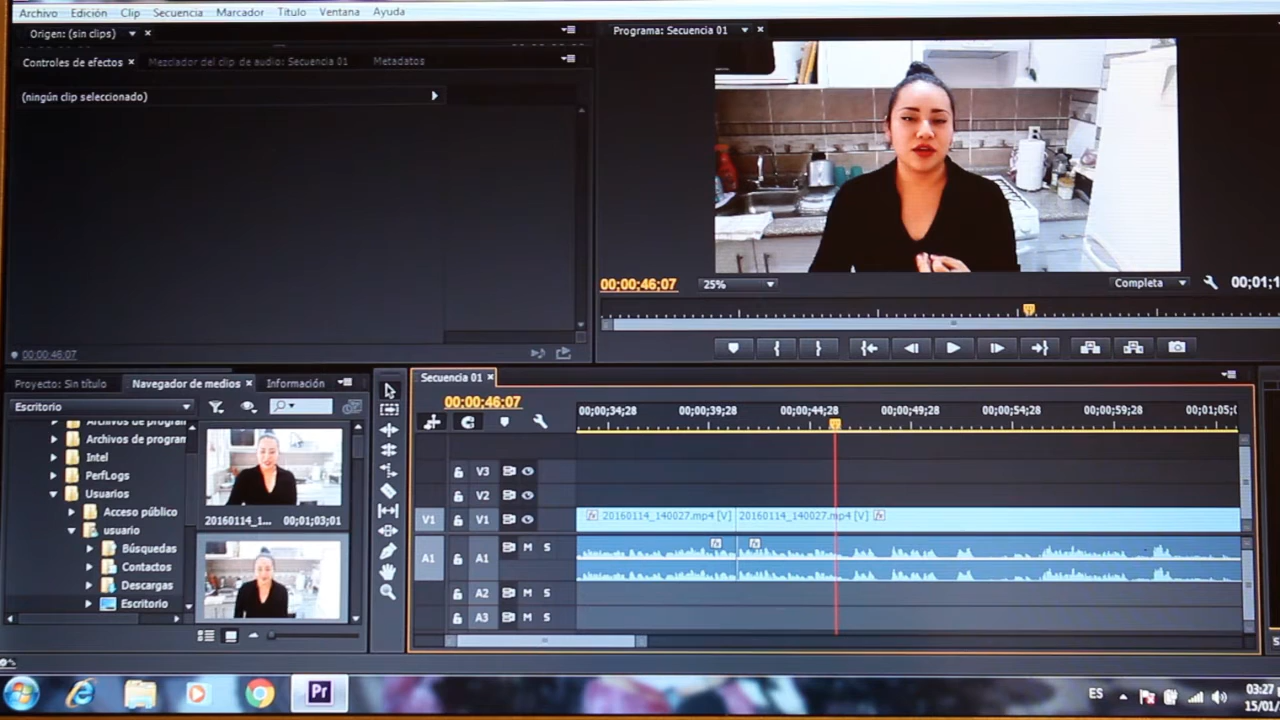 Archivo Edición Clip Secuencia Marcador Título Ventana Ayuda
Origen: (sin clips)
Programa: Secuencia 01
Controles de efectos Mezclador del clip de audio: Secuencia 01 Metadatos
(ningún clip seleccionado)
00;00;46;07 25% Completa 00;01;1
00;00;46;07
Proyecto: Sin título Navegador de medios Información
Secuencia 01
Escritorio
00;00;46;07
00;00;34;28 00;00;39;28 00;00;44;28 00;00;49;28 00;00;54;28 00;00;59;28 00;01;05;0
Archivos de program
Archivos de program
Intel
PerfLogs
Usuarios
Acceso público
usuario
Búsquedas
Contactos
Descargas
Escritorio
20160114_1... 00;01;03;01
V3
V2
V1 V1 20160114_140027.mp4 [V] 20160114_140027.mp4 [V]
A1 A1 M S
A2 M S
A3 M S
Pr
ES
03:27
15/01/